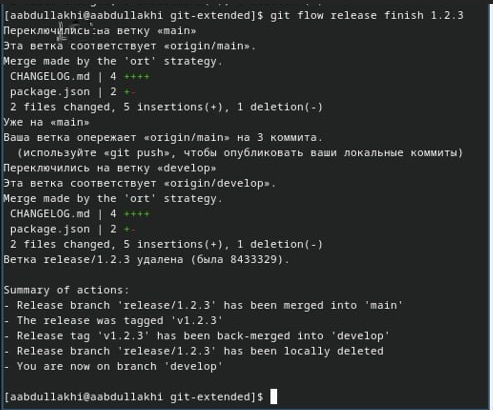 [aabdullakhi@aabdullakhi git-extended]$ git flow release finish 1.2.3
Переключились на ветку «main»
Эта ветка соответствует «origin/main».
Merge made by the 'ort' strategy.
CHANGELOG.md | 4 ++++
package.json | 2 +-
2 files changed, 5 insertions(+), 1 deletion(-)
Уже на «main»
Ваша ветка опережает «origin/main» на 3 коммита.
(используйте «git push», чтобы опубликовать ваши локальные коммиты)
Переключились на ветку «develop»
Эта ветка соответствует «origin/develop».
Merge made by the 'ort' strategy.
CHANGELOG.md | 4 ++++
package.json | 2 +-
2 files changed, 5 insertions(+), 1 deletion(-)
Ветка release/1.2.3 удалена (была 8433329).
Summary of actions:
- Release branch 'release/1.2.3' has been merged into 'main'
- The release was tagged 'v1.2.3'
- Release tag 'v1.2.3' has been back-merged into 'develop'
- Release branch 'release/1.2.3' has been locally deleted
- You are now on branch 'develop'
[aabdullakhi@aabdullakhi git-extended]$